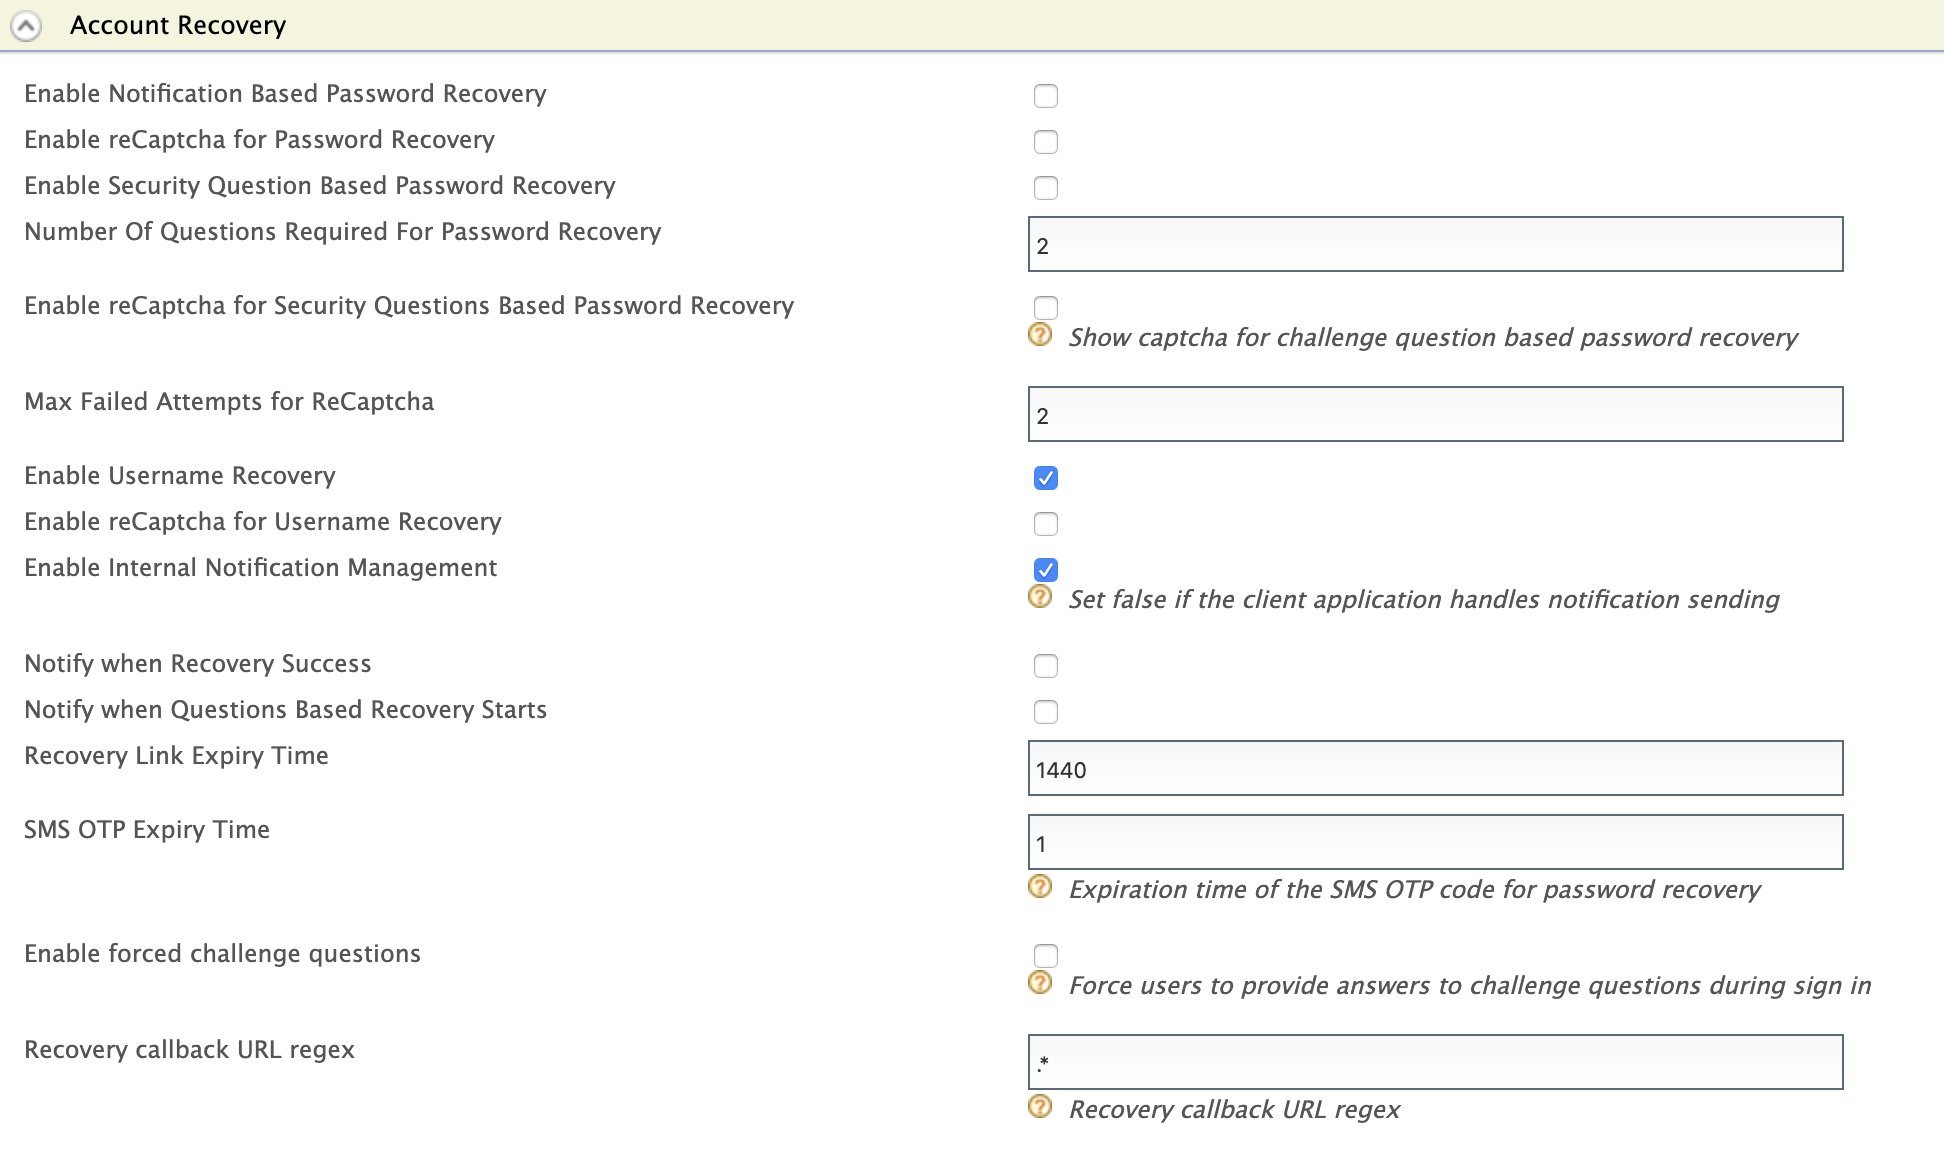 Account Recovery
Enable Notification Based Password Recovery
Enable reCaptcha for Password Recovery
Enable Security Question Based Password Recovery
Number Of Questions Required For Password Recovery
2
Enable reCaptcha for Security Questions Based Password Recovery
? Show captcha for challenge question based password recovery
Max Failed Attempts for ReCaptcha
2
Enable Username Recovery
Enable reCaptcha for Username Recovery
Enable Internal Notification Management
? Set false if the client application handles notification sending
Notify when Recovery Success
Notify when Questions Based Recovery Starts
Recovery Link Expiry Time
1440
SMS OTP Expiry Time
1
? Expiration time of the SMS OTP code for password recovery
Enable forced challenge questions
? Force users to provide answers to challenge questions during sign in
Recovery callback URL regex
.*
? Recovery callback URL regex